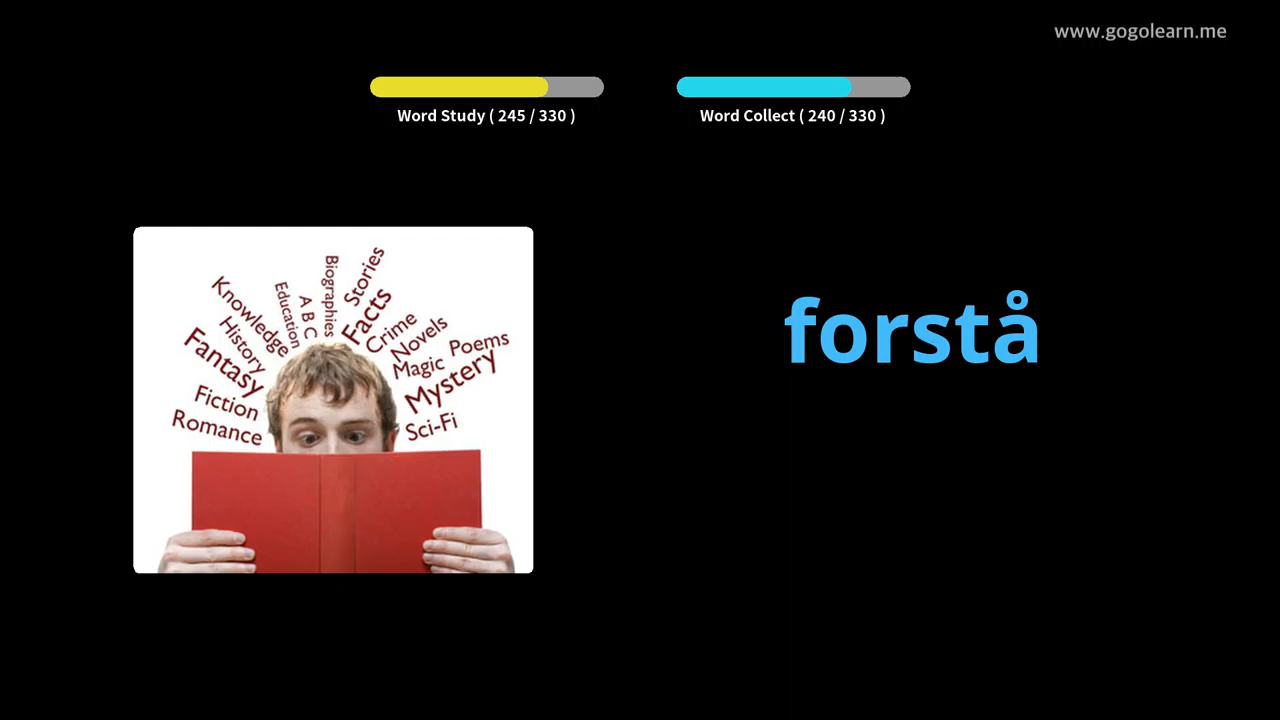 www.gogolearn.me
Word Study ( 245 / 330 )
Word Collect ( 240 / 330 )
forstå
Knowledge
History
Fantasy
Fiction
Romance
Education
A B C
Biographies
Stories
Facts
Crime
Novels
Magic
Poems
Mystery
Sci-Fi